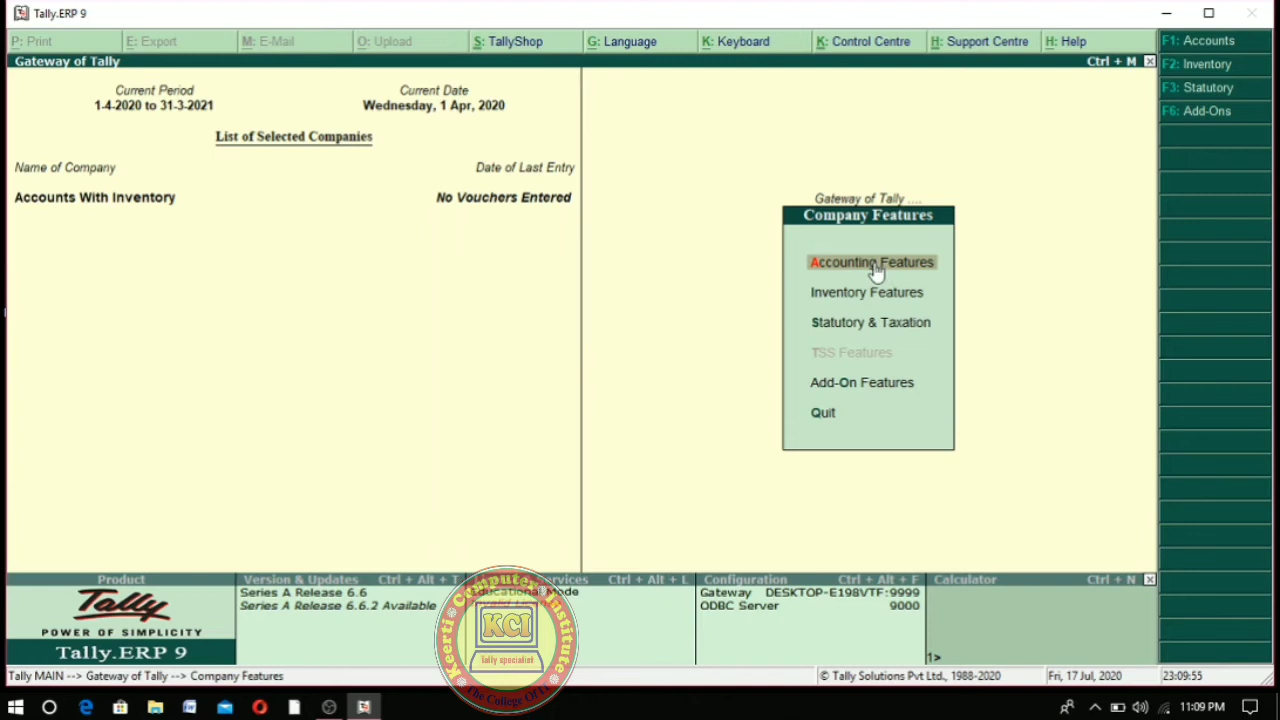 Tally.ERP 9
P: Print E: Export M: E-Mail O: Upload S: TallyShop G: Language K: Keyboard K: Control Centre H: Support Centre H: Help
F1: Accounts
F2: Inventory
F3: Statutory
F6: Add-Ons
Gateway of Tally Ctrl + M
Current Period Current Date
1-4-2020 to 31-3-2021 Wednesday, 1 Apr, 2020
List of Selected Companies
Name of Company Date of Last Entry
Accounts With Inventory No Vouchers Entered
Gateway of Tally ....
Company Features
Accounting Features
Inventory Features
Statutory & Taxation
TSS Features
Add-On Features
Quit
Product Version & Updates Ctrl + Alt + T Services Ctrl + Alt + L Configuration Ctrl + Alt + F Calculator Ctrl + N
Tally
POWER OF SIMPLICITY
Tally.ERP 9
Series A Release 6.6
Series A Release 6.6.2 Available
Educational Mode
Gateway DESKTOP-E198VTF:9999
ODBC Server 9000
1>
Keerti Computer Institute
KCI
Tally specialist
Tally MAIN --> Gateway of Tally --> Company Features © Tally Solutions Pvt Ltd., 1988-2020 Fri, 17 Jul, 2020 23:09:55
11:09 PM